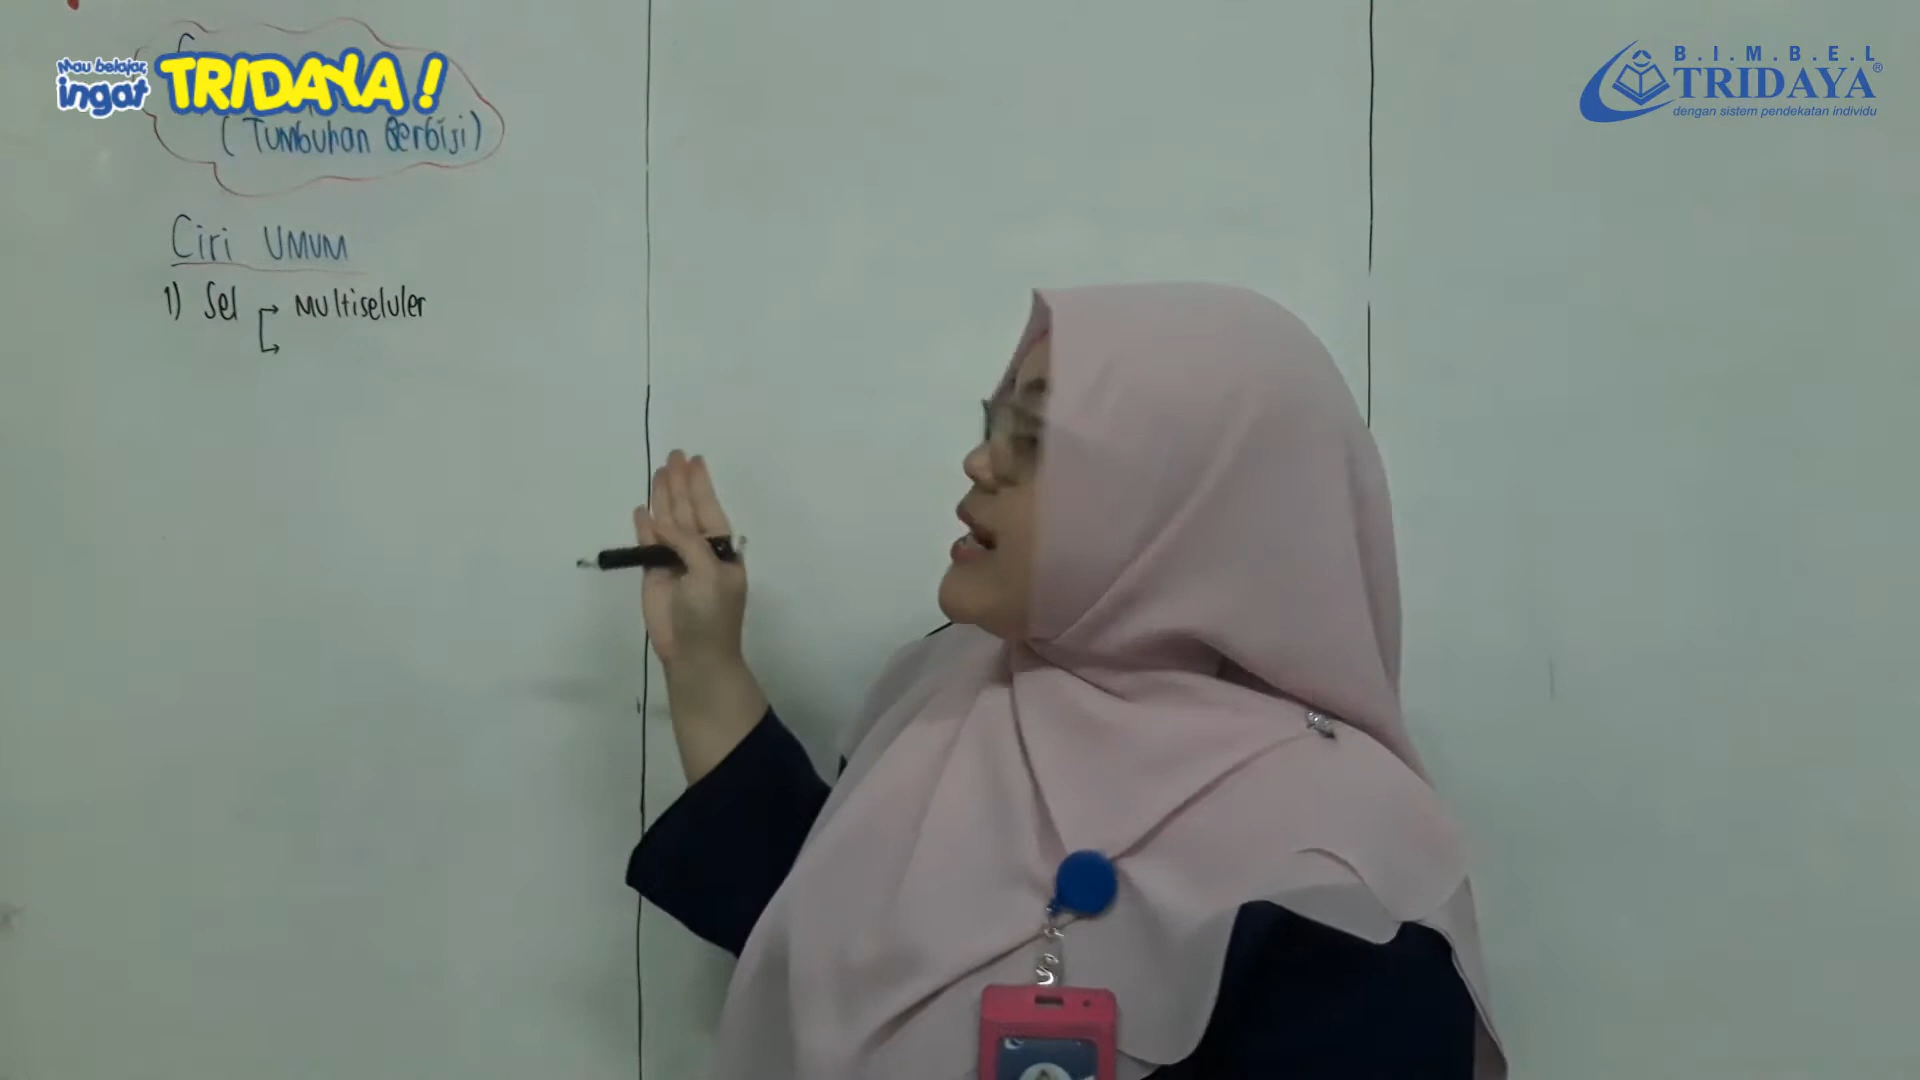 Mau belajar,
ingat TRIDAYA!
B.I.M.B.E.L
TRIDAYA®
dengan sistem pendekatan individu
(Tumbuhan Berbiji)
Ciri UMUM
1) Sel → Multiseluler